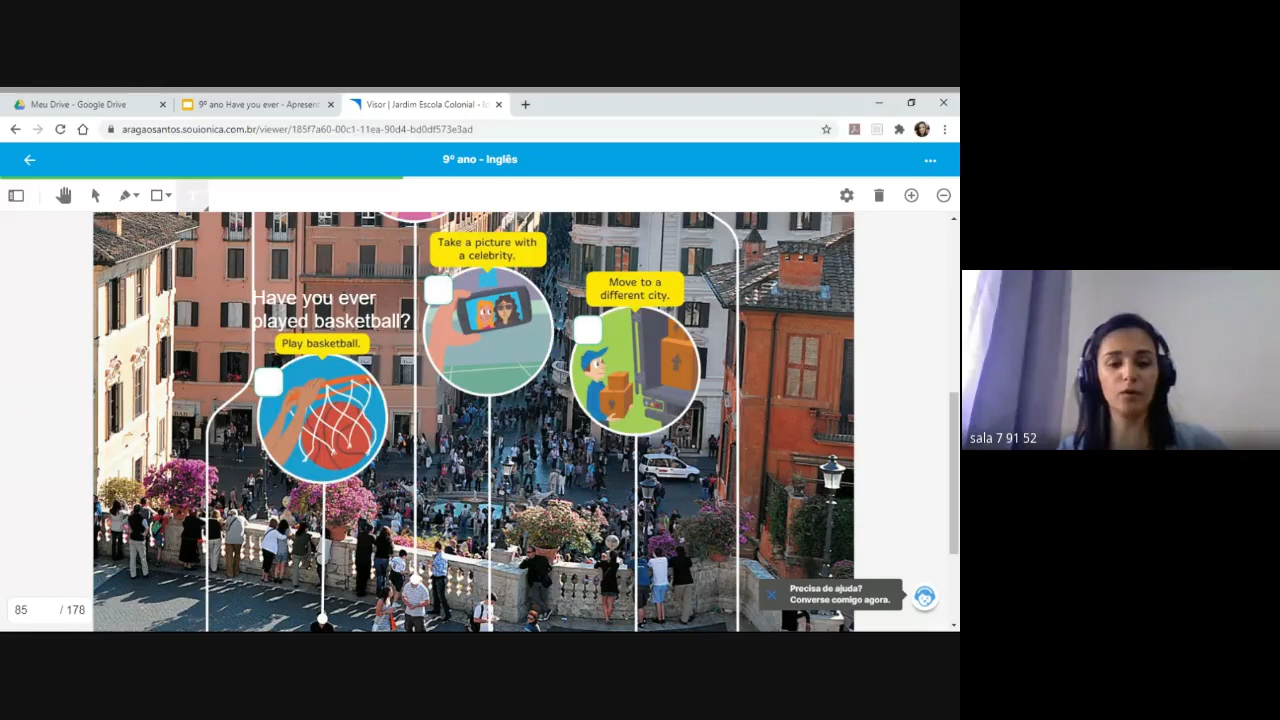 Meu Drive - Google Drive
9º ano Have you ever - Apresent
Visor | Jardim Escola Colonial - Io
aragaosantos.souionica.com.br/viewer/185f7a60-00c1-11ea-90d4-bd0df573e3ad
9º ano - Inglês
T
Take a picture with
a celebrity.
Move to a
different city.
Have you ever
played basketball?
Play basketball.
Precisa de ajuda?
Converse comigo agora.
85 / 178
sala 7 91 52